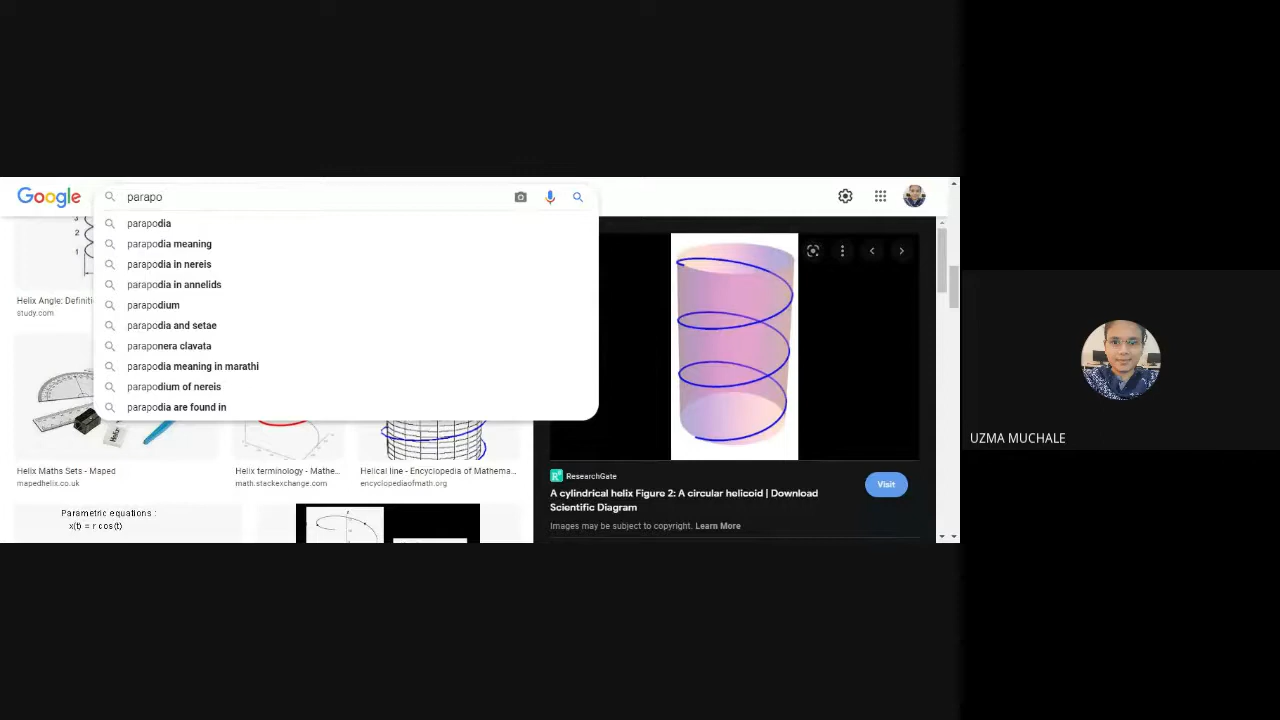 Google
parapo
parapodia
parapodia meaning
parapodia in nereis
parapodia in annelids
parapodium
parapodia and setae
paraponera clavata
parapodia meaning in marathi
parapodium of nereis
parapodia are found in
3
2
1
Helix Angle: Definiti
study.com
Helix Maths Sets - Maped
mapedhelix.co.uk
Helix terminology - Mathe...
math.stackexchange.com
Helical line - Encyclopedia of Mathema...
encyclopediaofmath.org
Parametric equations :
x(t) = r cos(t)
ResearchGate
A cylindrical helix Figure 2: A circular helicoid | Download
Scientific Diagram
Visit
Images may be subject to copyright. Learn More
UZMA MUCHALE